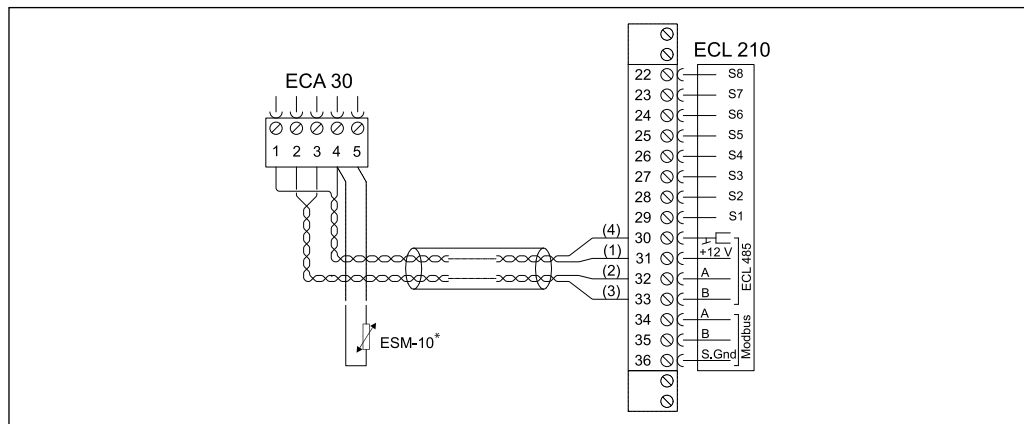 ECA 30
1 2 3 4 5
ESM-10*
ECL 210
22 S8
23 S7
24 S6
25 S5
26 S4
27 S3
28 S2
29 S1
(4) 30
(1) 31 +12 V
(2) 32 A
(3) 33 B
ECL 485
34 A
35 B
36 S.Gnd
Modbus